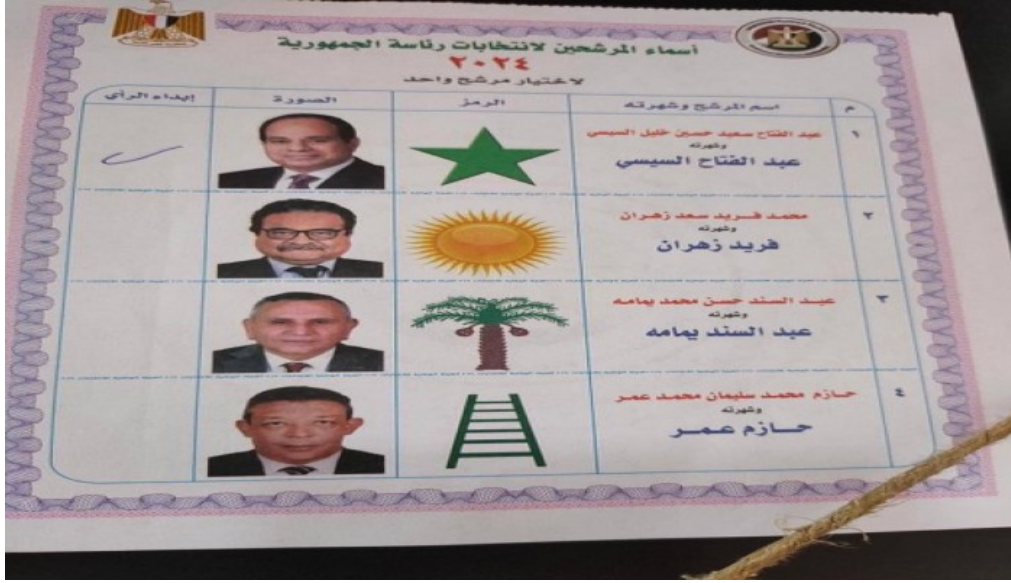 أسماء المرشحين لانتخابات رئاسة الجمهورية
٢٠٢٤
لاختيار مرشح واحد
م اسم المرشح وشهرته الرمز الصورة إبداء الرأي
١
عبد الفتاح سعيد حسين خليل السيسي
وشهرته
عبد الفتاح السيسي
٢
محمد فريد سعد زهران
وشهرته
فريد زهران
٣
عبد السند حسن محمد يمامه
وشهرته
عبد السند يمامه
٤
حازم محمد سليمان محمد عمر
وشهرته
حازم عمر